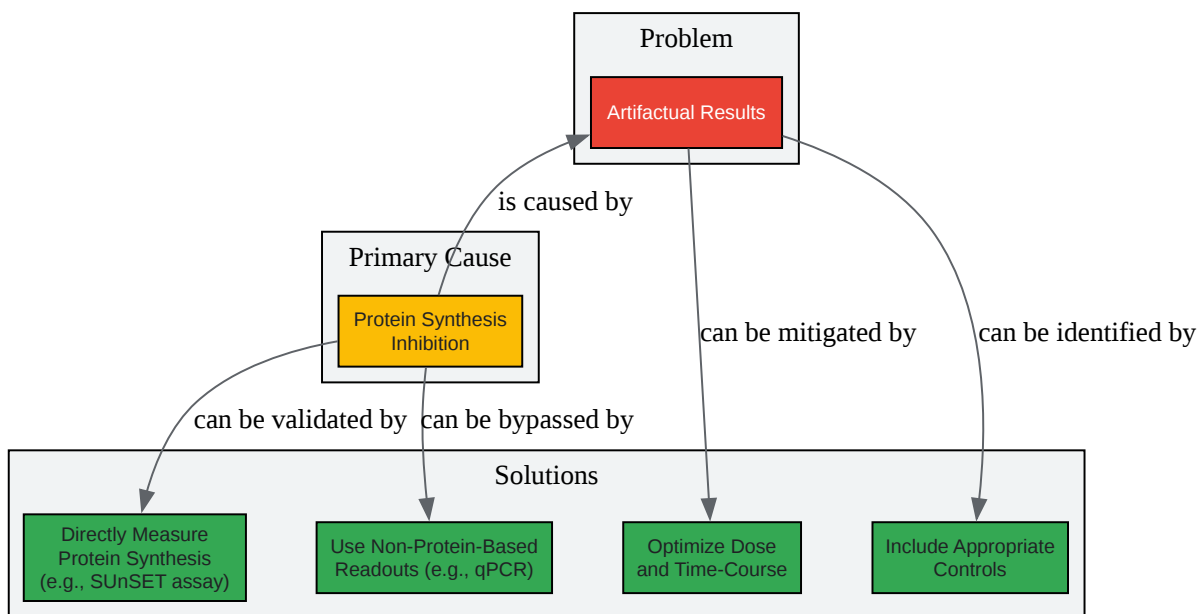 Problem
Artifactual Results
is caused by
Primary Cause
Protein Synthesis
Inhibition
can be mitigated by
can be identified by
can be validated by
can be bypassed by
Solutions
Directly Measure
Protein Synthesis
(e.g., SUnSET assay)
Use Non-Protein-Based
Readouts (e.g., qPCR)
Optimize Dose
and Time-Course
Include Appropriate
Controls